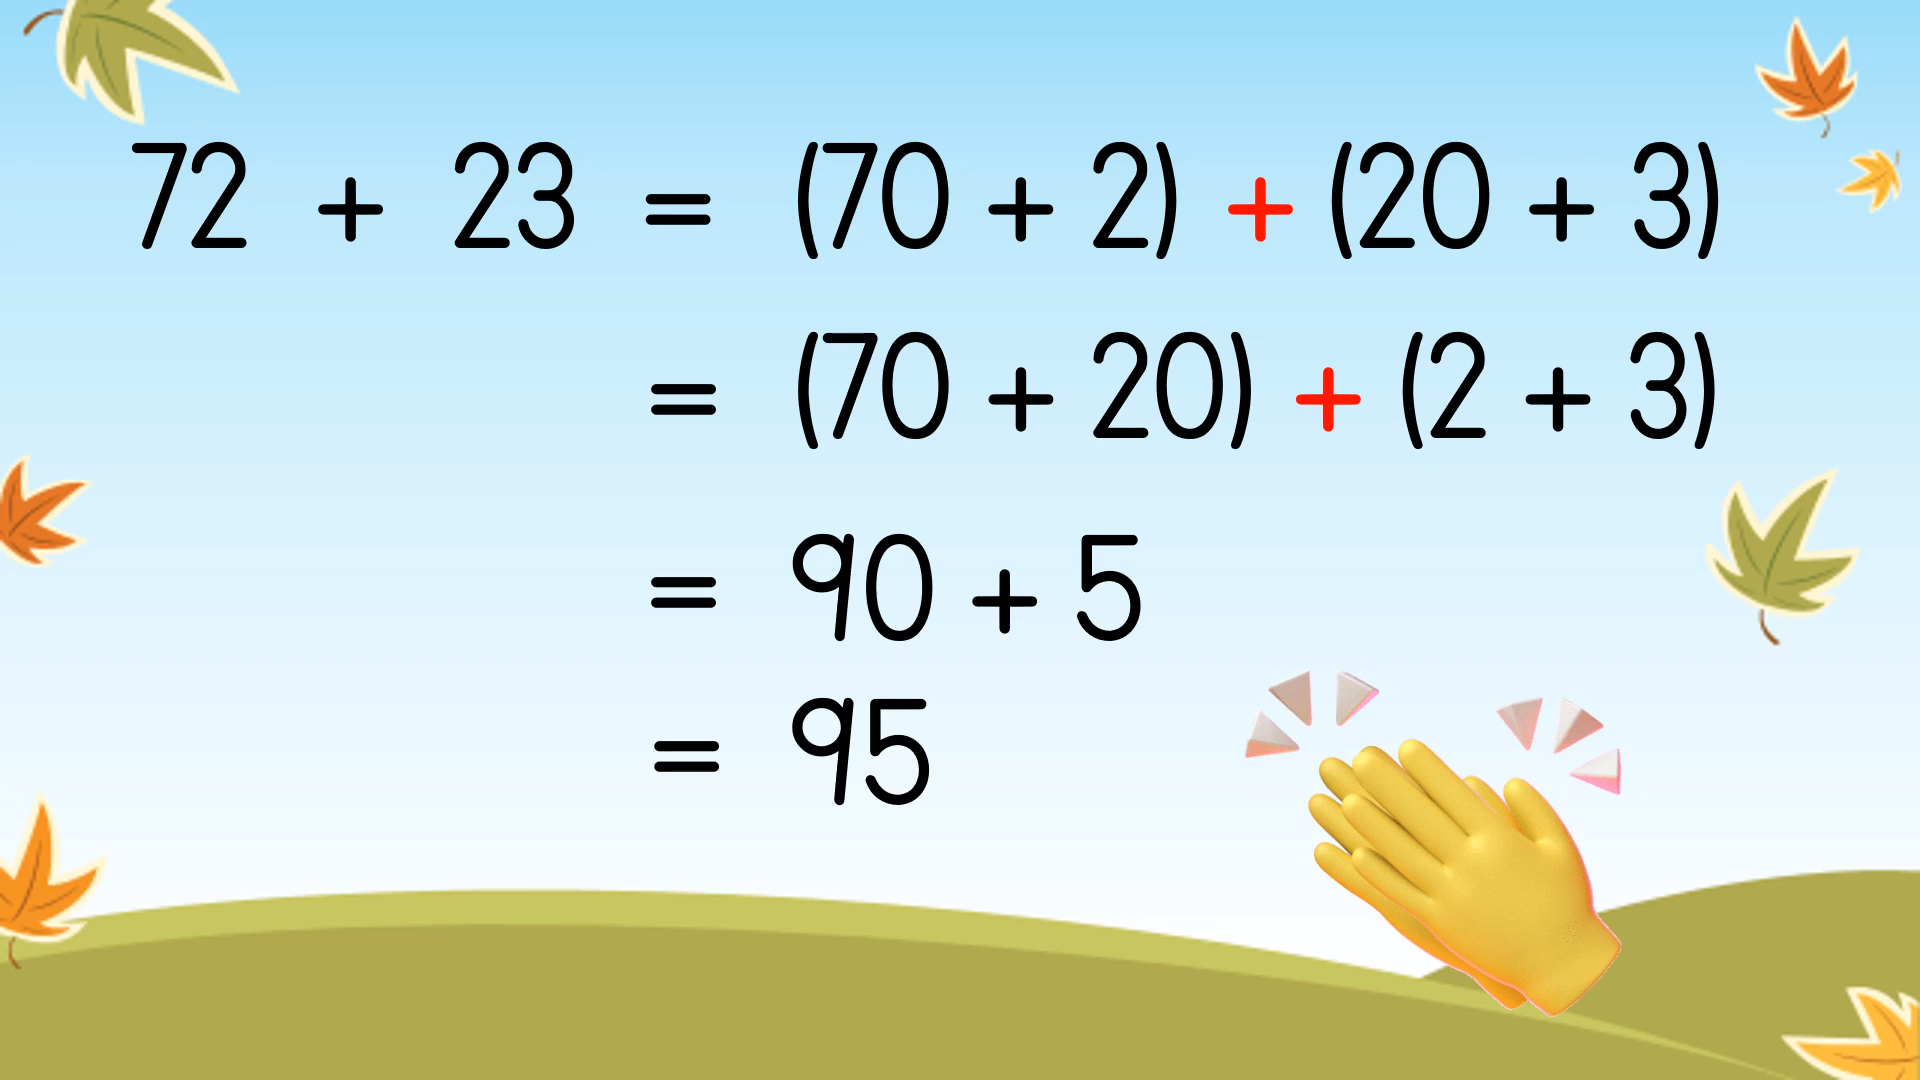 72 + 23 = (70 + 2) + (20 + 3)
= (70 + 20) + (2 + 3)
= 90 + 5
= 95